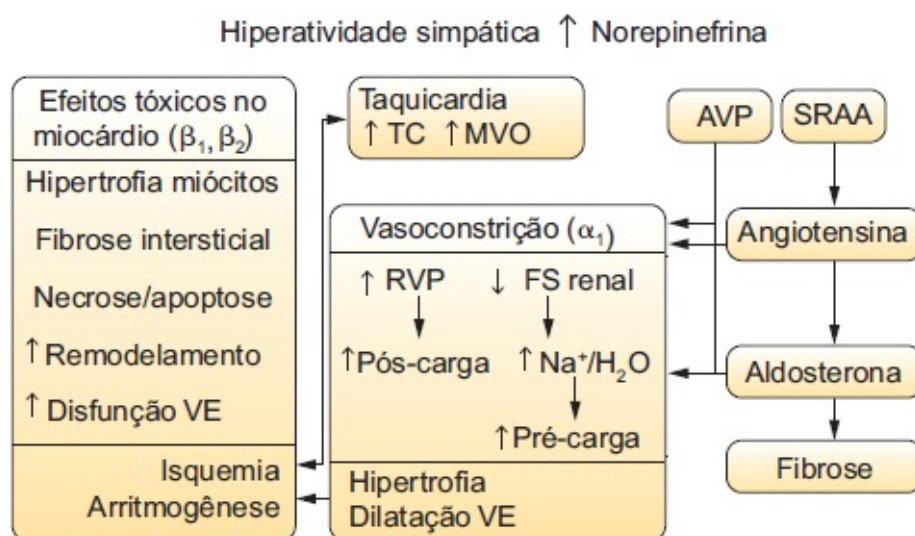 Hiperatividade simpática ↑ Norepinefrina
Efeitos tóxicos no
miocárdio (β₁, β₂)
Hipertrofia miócitos
Fibrose intersticial
Necrose/apoptose
↑ Remodelamento
↑ Disfunção VE
Isquemia
Arritmogênese
Taquicardia
↑ TC ↑ MVO
Vasoconstrição (α₁)
↑ RVP ↓ FS renal
↑ Pós-carga ↑ Na⁺/H₂O
↑ Pré-carga
Hipertrofia
Dilatação VE
AVP
SRAA
Angiotensina
Aldosterona
Fibrose